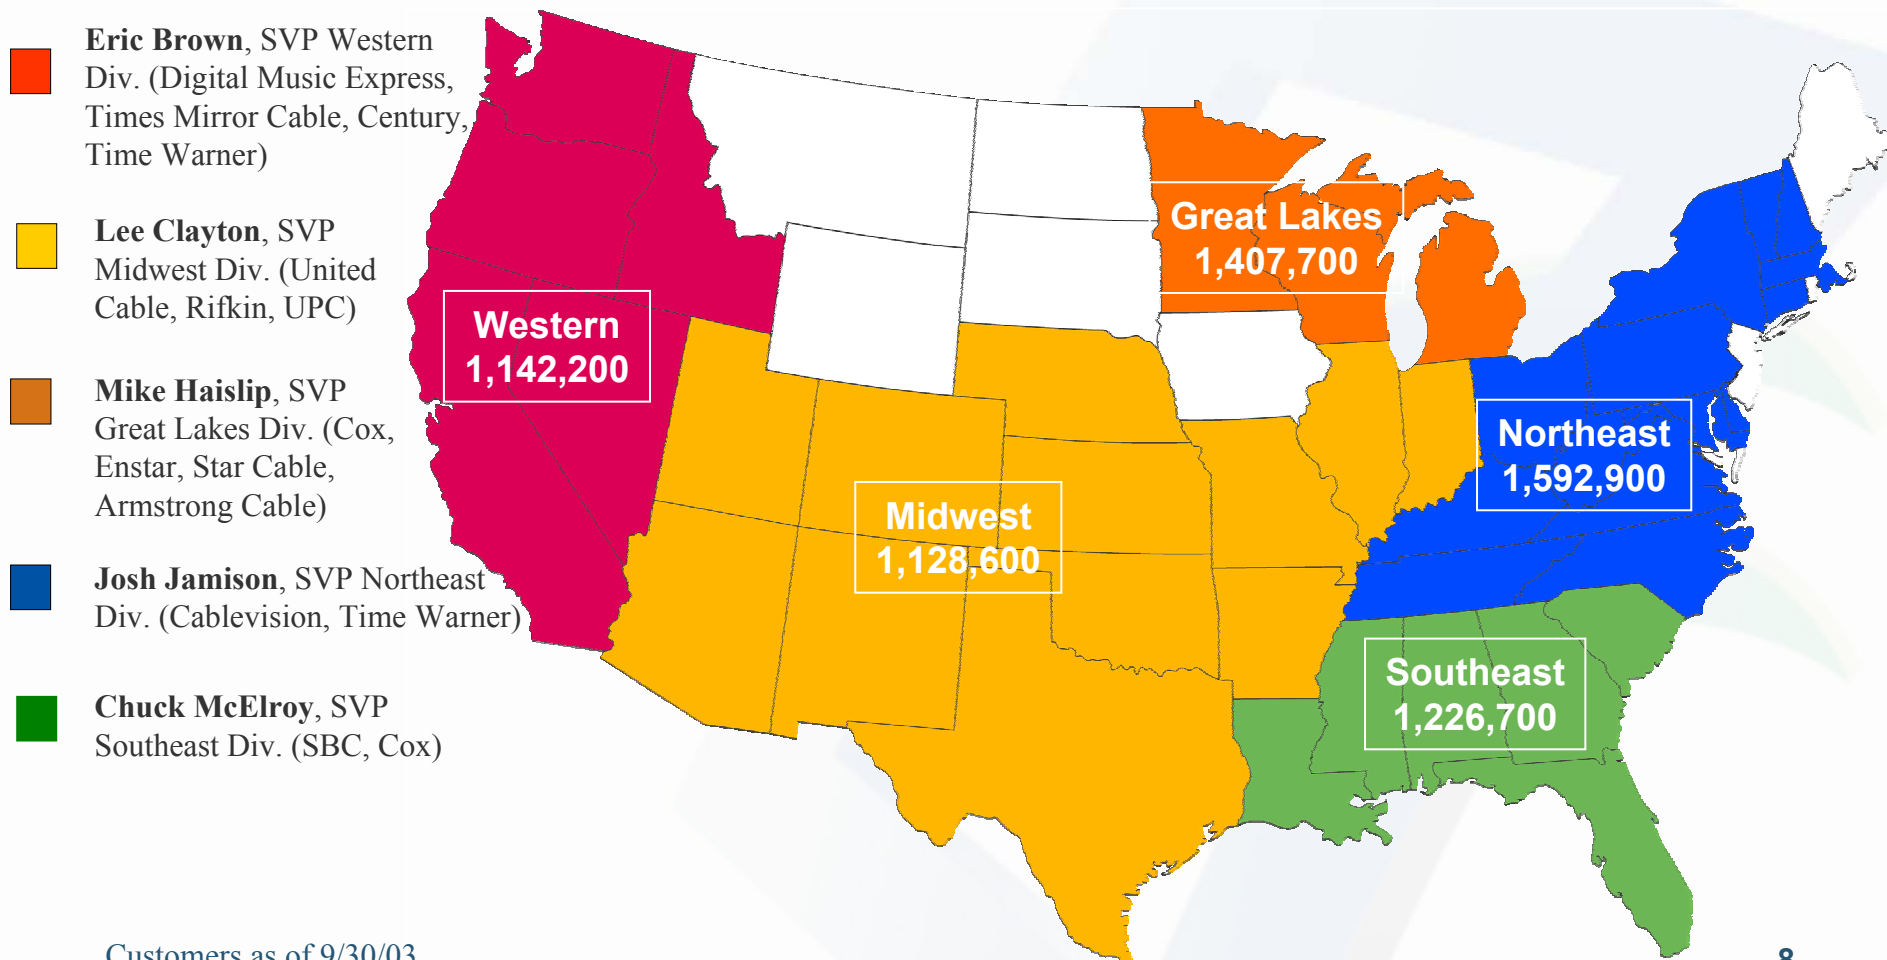 Eric Brown, SVP Western
Div. (Digital Music Express,
Times Mirror Cable, Century,
Time Warner)
Lee Clayton, SVP
Midwest Div. (United
Cable, Rifkin, UPC)
Mike Haislip, SVP
Great Lakes Div. (Cox,
Enstar, Star Cable,
Armstrong Cable)
Josh Jamison, SVP Northeast
Div. (Cablevision, Time Warner)
Chuck McElroy, SVP
Southeast Div. (SBC, Cox)
Great Lakes
1,407,700
Western
1,142,200
Northeast
1,592,900
Midwest
1,128,600
Southeast
1,226,700
Customers as of 9/30/03
8